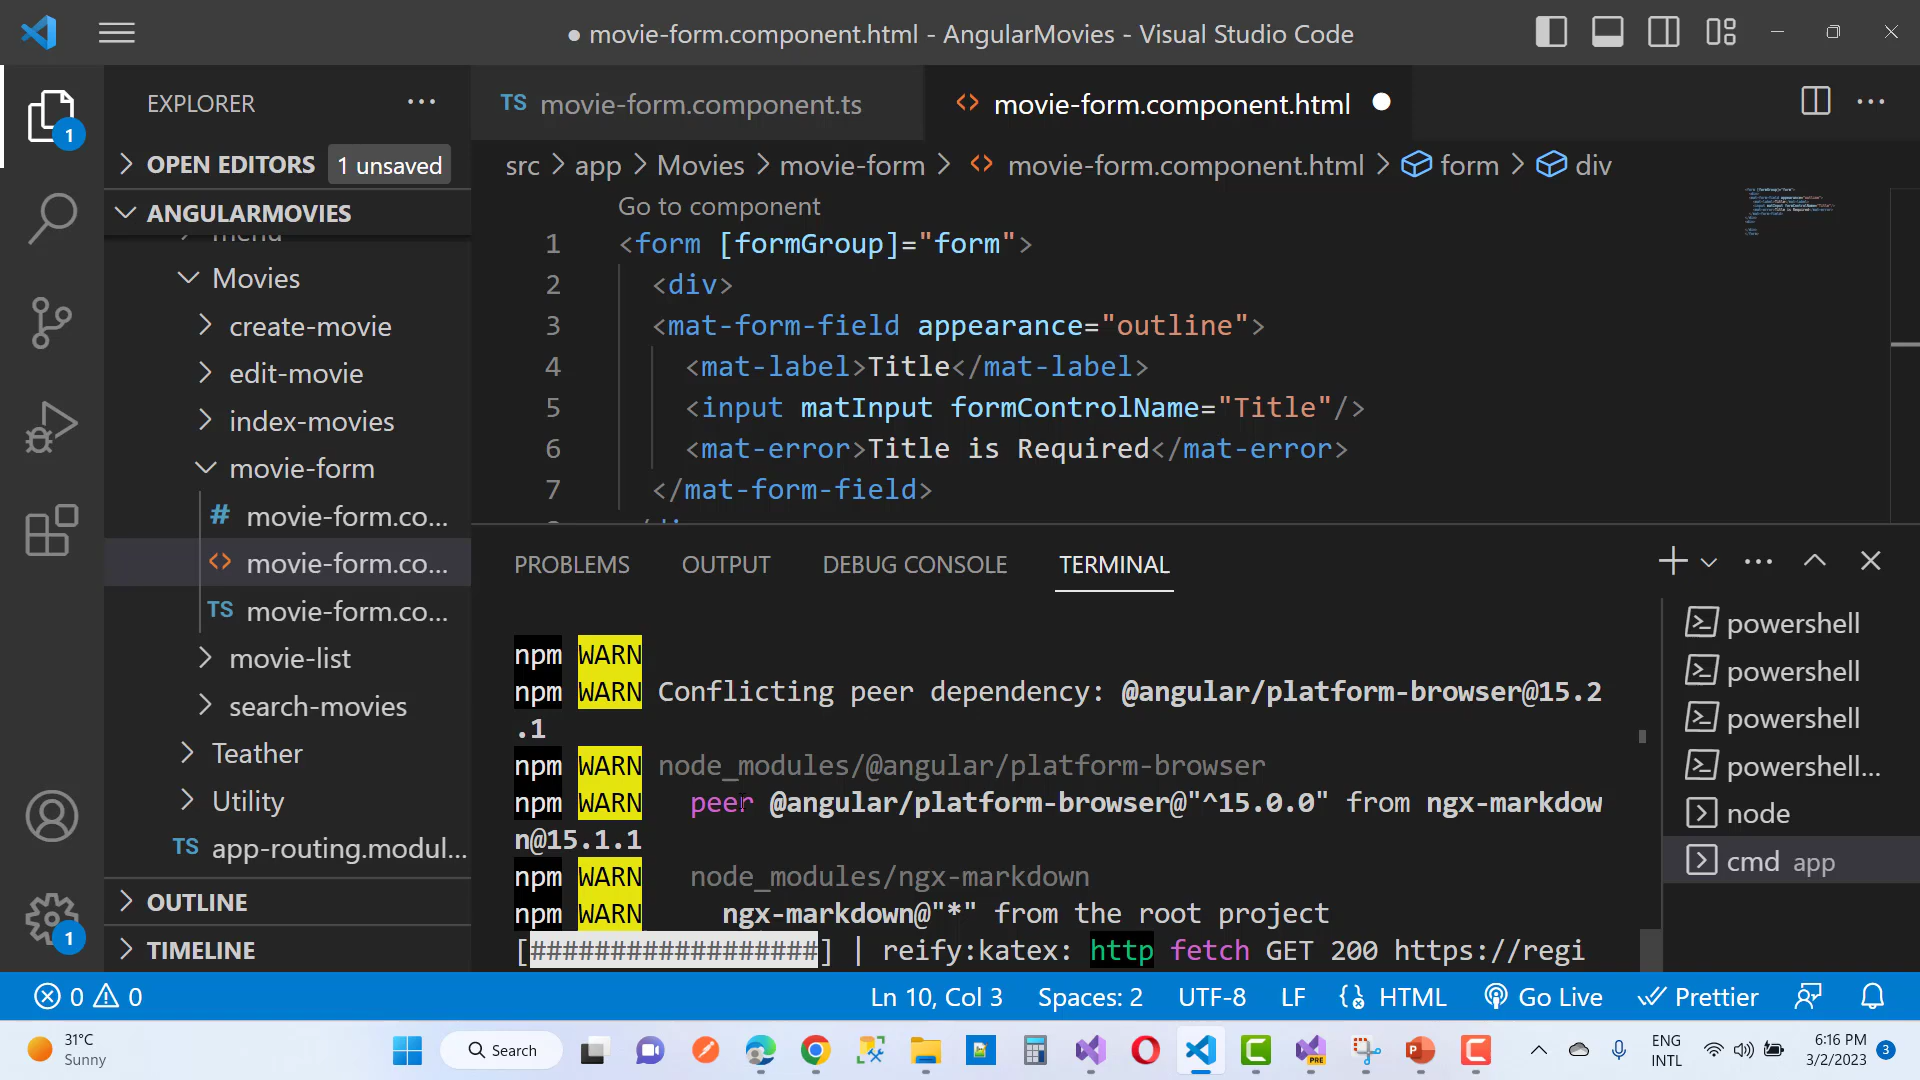 ● movie-form.component.html - AngularMovies - Visual Studio Code
EXPLORER
OPEN EDITORS 1 unsaved
ANGULARMOVIES
menu
Movies
create-movie
edit-movie
index-movies
movie-form
# movie-form.co...
<> movie-form.co...
TS movie-form.co...
movie-list
search-movies
Teather
Utility
TS app-routing.modul...
OUTLINE
TIMELINE
1
1
TS movie-form.component.ts
<> movie-form.component.html ●
src > app > Movies > movie-form > <> movie-form.component.html > form > div
Go to component
1 <form [formGroup]="form">
2 <div>
3 <mat-form-field appearance="outline">
4 <mat-label>Title</mat-label>
5 <input matInput formControlName="Title"/>
6 <mat-error>Title is Required</mat-error>
7 </mat-form-field>
PROBLEMS OUTPUT DEBUG CONSOLE TERMINAL
npm WARN
npm WARN Conflicting peer dependency: @angular/platform-browser@15.2
.1
npm WARN node_modules/@angular/platform-browser
npm WARN peer @angular/platform-browser@"^15.0.0" from ngx-markdow
n@15.1.1
npm WARN node_modules/ngx-markdown
npm WARN ngx-markdown@"*" from the root project
[##################] | reify:katex: http fetch GET 200 https://regi
powershell
powershell
powershell
powershell...
node
cmd app
0 0 Ln 10, Col 3 Spaces: 2 UTF-8 LF HTML Go Live Prettier
31°C
Sunny
Search
ENG
INTL
6:16 PM
3/2/2023
3